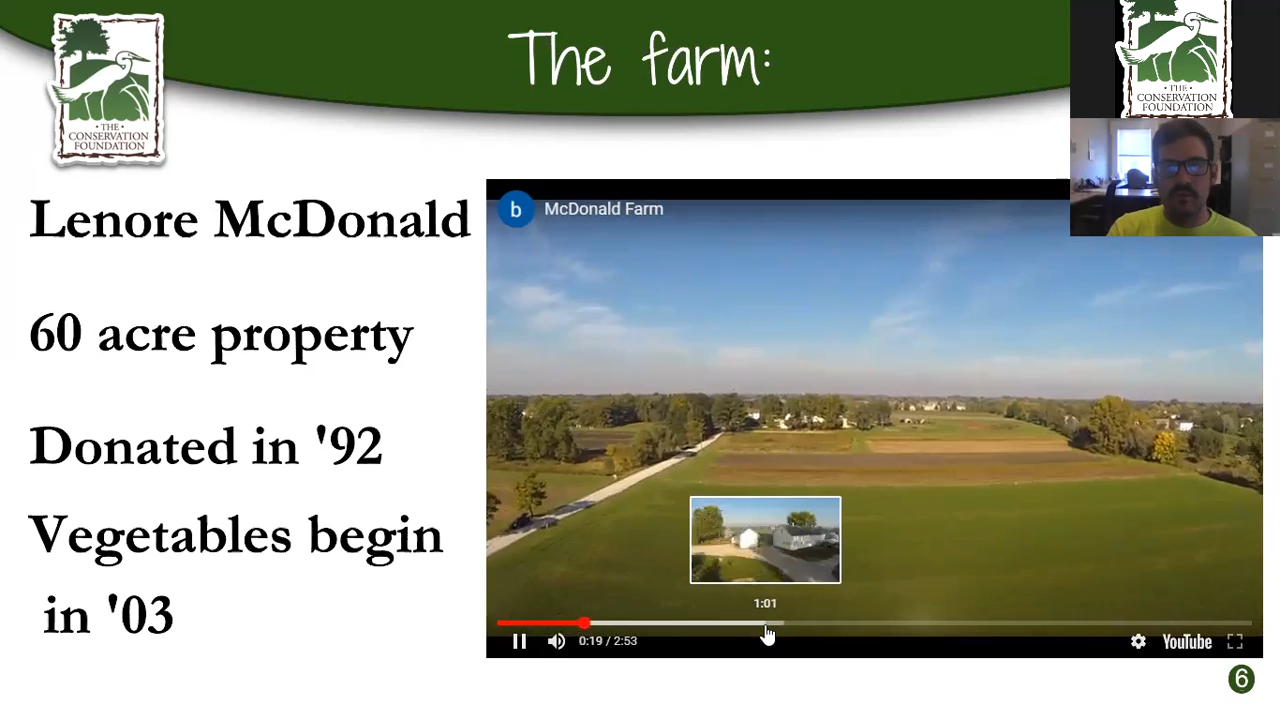 The farm:
· THE ·
CONSERVATION
FOUNDATION
THE
CONSERVATION
FOUNDATION
Lenore McDonald
60 acre property
Donated in '92
Vegetables begin
in '03
b McDonald Farm
1:01
0:19 / 2:53
YouTube
6